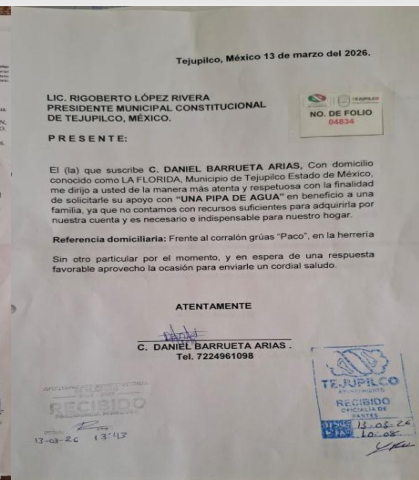 Tejupilco, México 13 de marzo del 2026.
LIC. RIGOBERTO LÓPEZ RIVERA
PRESIDENTE MUNICIPAL CONSTITUCIONAL
DE TEJUPILCO, MÉXICO.
NO. DE FOLIO
04834
P R E S E N T E:
El (la) que suscribe C. DANIEL BARRUETA ARIAS, Con domicilio
conocido como LA FLORIDA, Municipio de Tejupilco Estado de México,
me dirijo a usted de la manera más atenta y respetuosa con la finalidad
de solicitarle su apoyo con "UNA PIPA DE AGUA" en beneficio a una
familia, ya que no contamos con recursos suficientes para adquirirla por
nuestra cuenta y es necesario e indispensable para nuestro hogar.
Referencia domiciliaria: Frente al corralón grúas "Paco", en la herrería
Sin otro particular por el momento, y en espera de una respuesta
favorable aprovecho la ocasión para enviarle un cordial saludo.
ATENTAMENTE
C. DANIEL BARRUETA ARIAS .
Tel. 7224961098
RECIBIDO
13-03-26 13:43
TEJUPILCO
AYUNTAMIENTO
RECIBIDO
OFICIALIA DE
PARTES
13-03-26
10:08